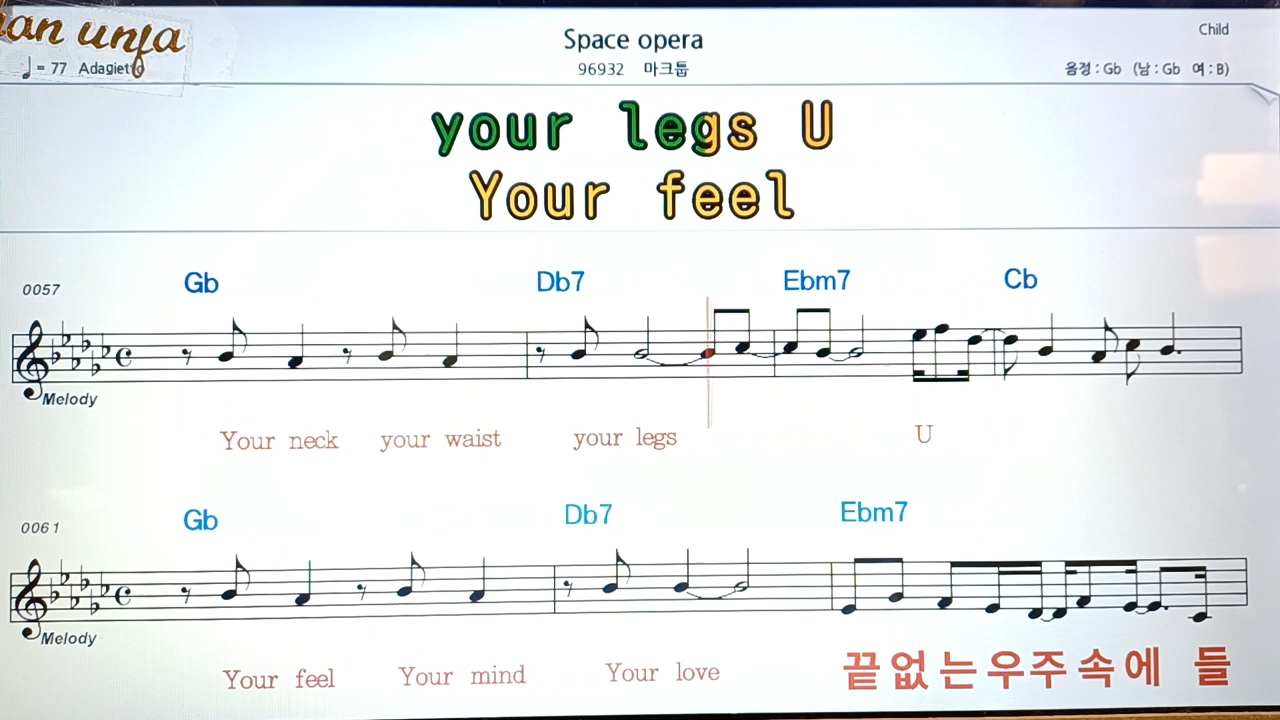 an unfa
Space opera
Child
♩ = 77 Adagietto
96932 마크툽
음정 : Gb (남 : Gb 여 : B)
your legs U
Your feel
Gb Db7 Ebm7 Cb
0057
Melody
Your neck your waist your legs U
Gb Db7 Ebm7
0061
Melody
Your feel Your mind Your love 끝없는우주속에 들